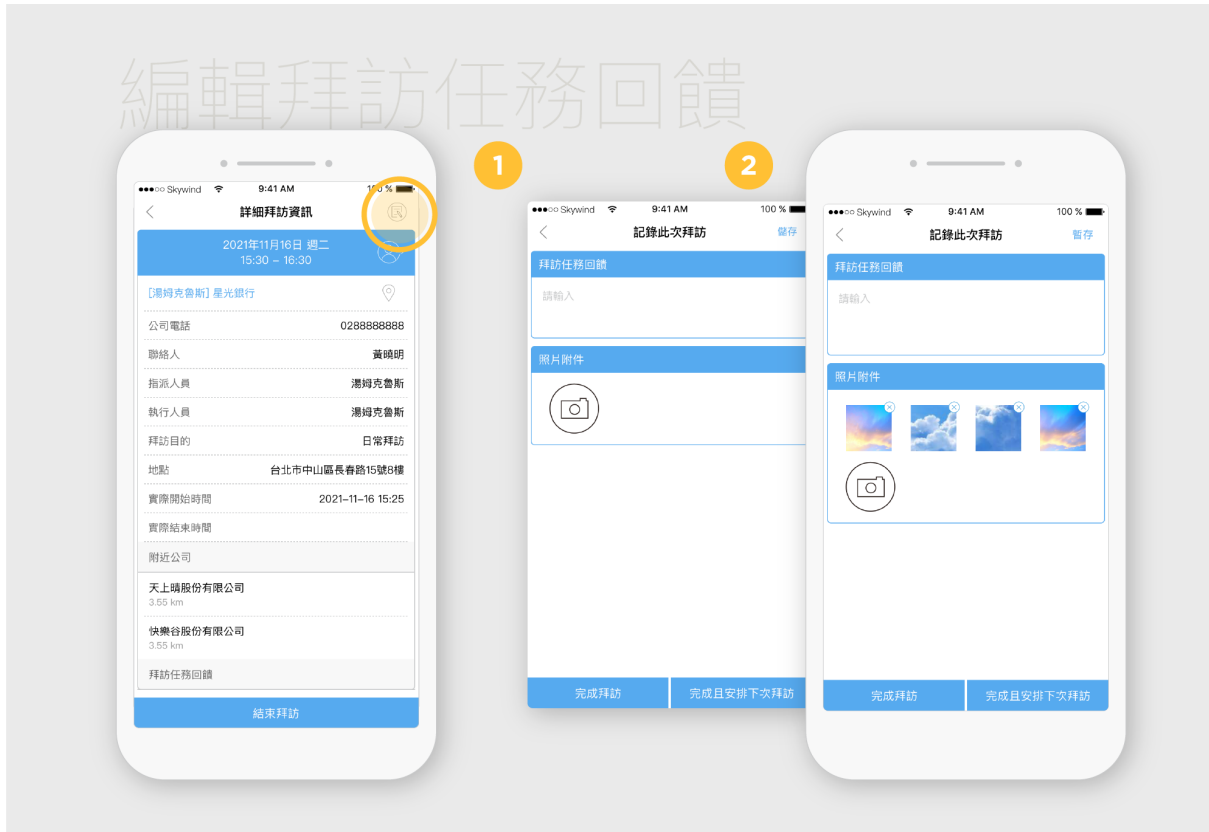 編輯拜訪任務回饋
Skywind 9:41 AM 100 %
詳細拜訪資訊
2021年11月16日 週二
15:30 – 16:30
[湯姆克魯斯] 星光銀行
公司電話 0288888888
聯絡人 黃曉明
指派人員 湯姆克魯斯
執行人員 湯姆克魯斯
拜訪目的 日常拜訪
地點 台北市中山區長春路15號8樓
實際開始時間 2021–11–16 15:25
實際結束時間
附近公司
天上晴股份有限公司
3.55 km
快樂谷股份有限公司
3.55 km
拜訪任務回饋
結束拜訪
1
Skywind 9:41 AM 100 %
記錄此次拜訪 儲存
拜訪任務回饋
請輸入
照片附件
完成拜訪 完成且安排下次拜訪
2
Skywind 9:41 AM 100 %
記錄此次拜訪 暫存
拜訪任務回饋
請輸入
照片附件
完成拜訪 完成且安排下次拜訪